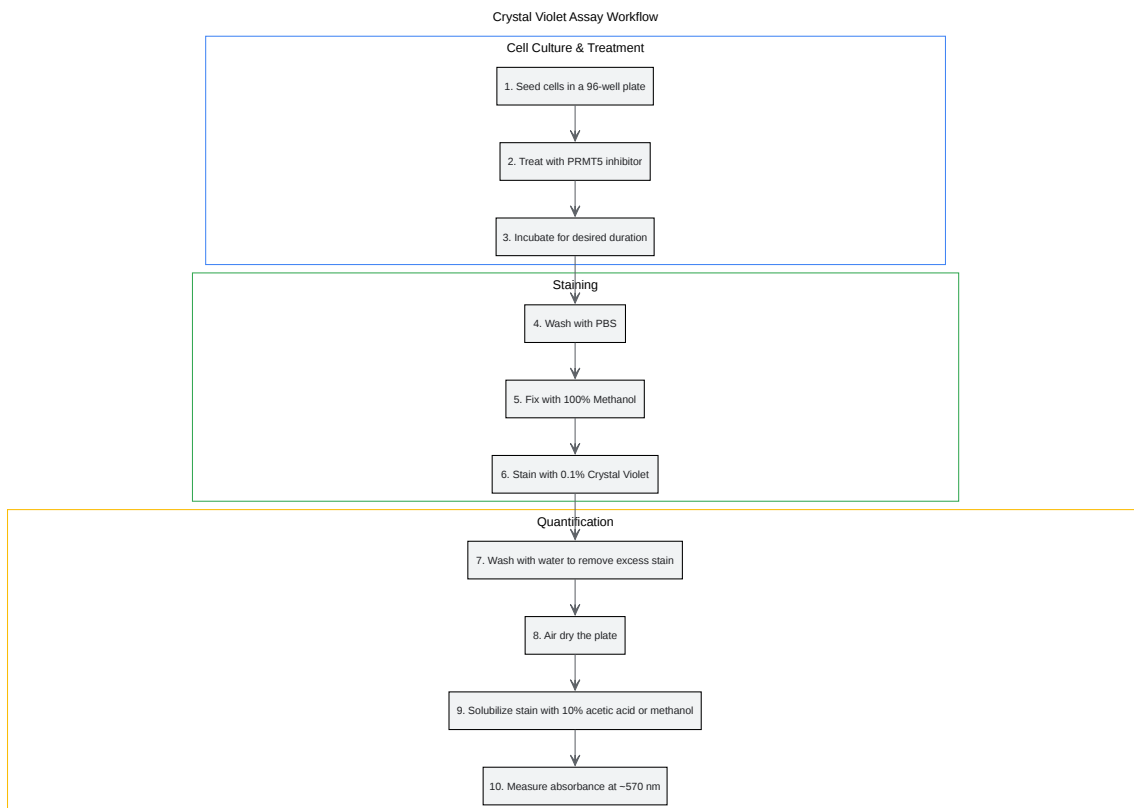 Crystal Violet Assay Workflow
Cell Culture & Treatment
1. Seed cells in a 96-well plate
2. Treat with PRMT5 inhibitor
3. Incubate for desired duration
Staining
4. Wash with PBS
5. Fix with 100% Methanol
6. Stain with 0.1% Crystal Violet
Quantification
7. Wash with water to remove excess stain
8. Air dry the plate
9. Solubilize stain with 10% acetic acid or methanol
10. Measure absorbance at ~570 nm